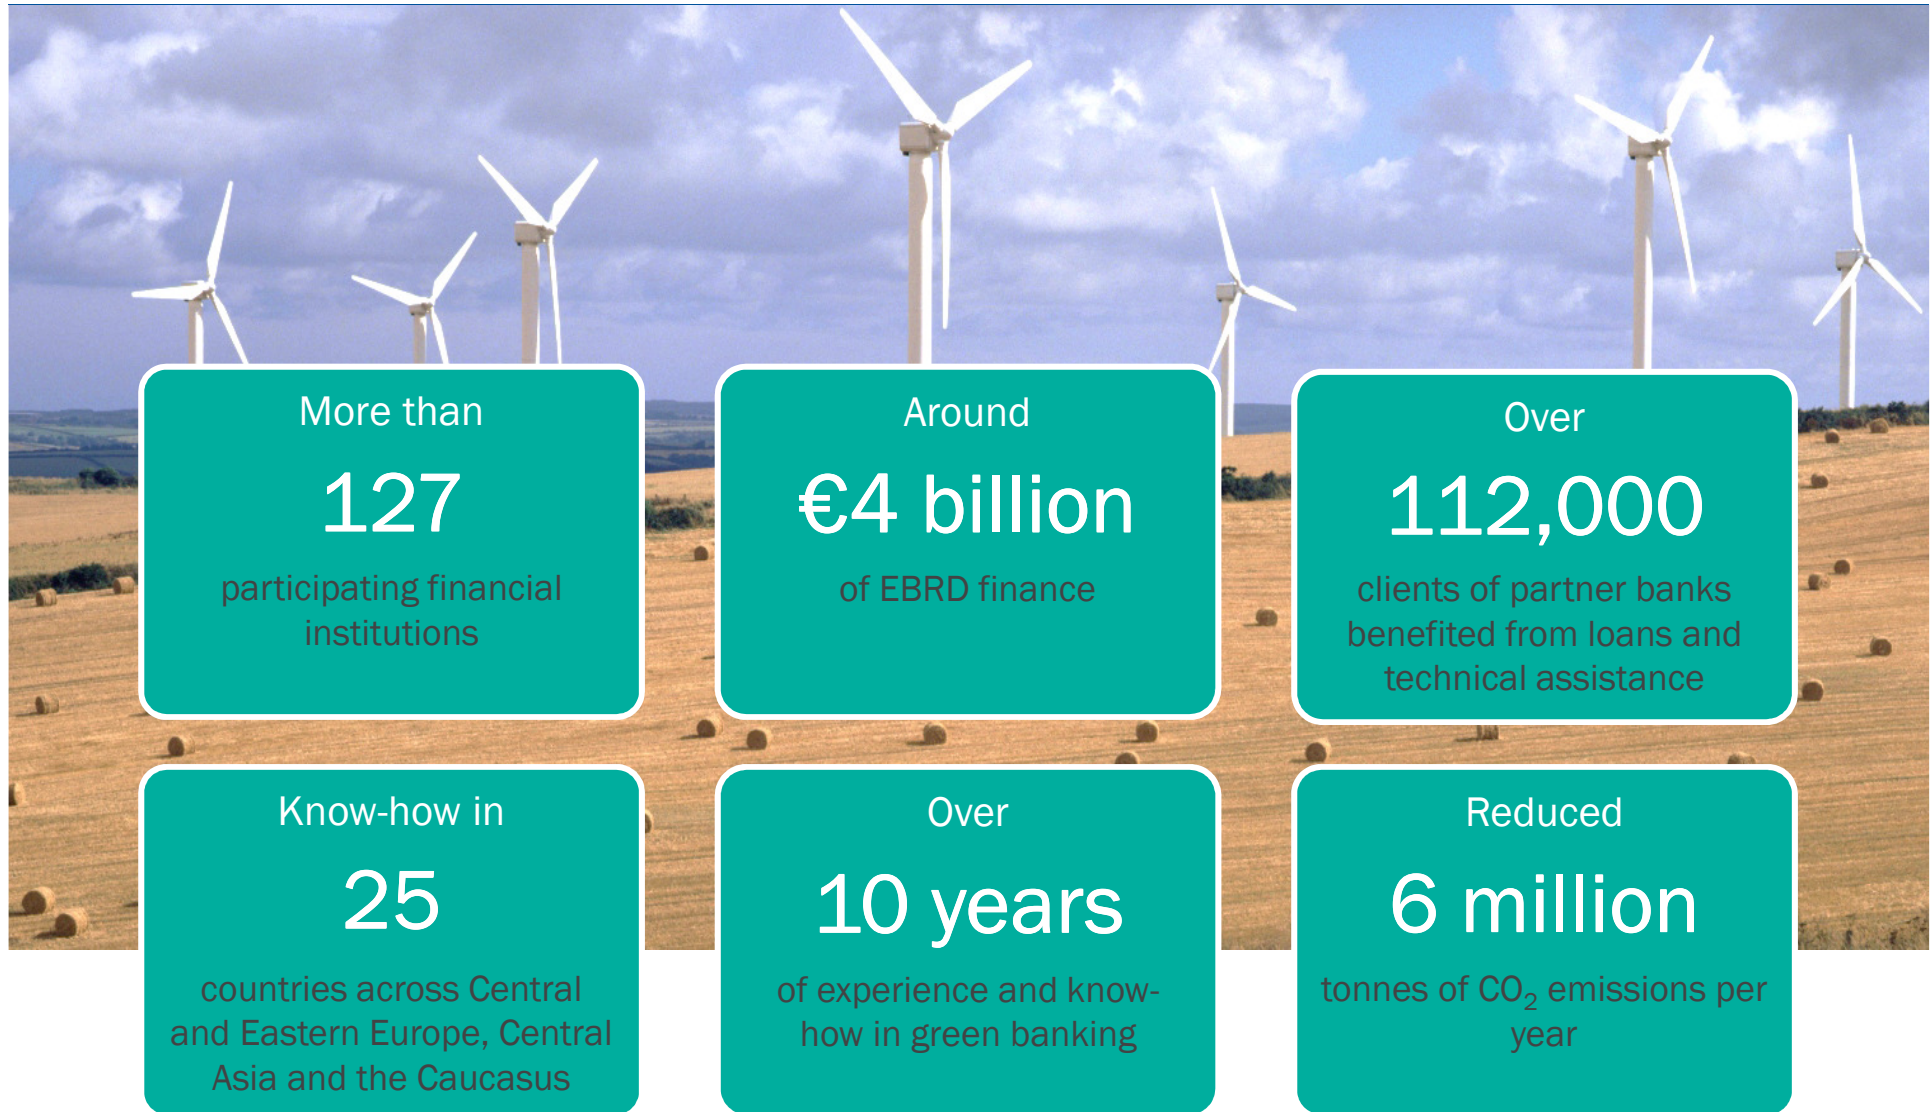 More than
127
participating financial
institutions
Around
€4 billion
of EBRD finance
Over
112,000
clients of partner banks
benefited from loans and
technical assistance
Know-how in
25
countries across Central
and Eastern Europe, Central
Asia and the Caucasus
Over
10 years
of experience and know-
how in green banking
Reduced
6 million
tonnes of CO₂ emissions per
year